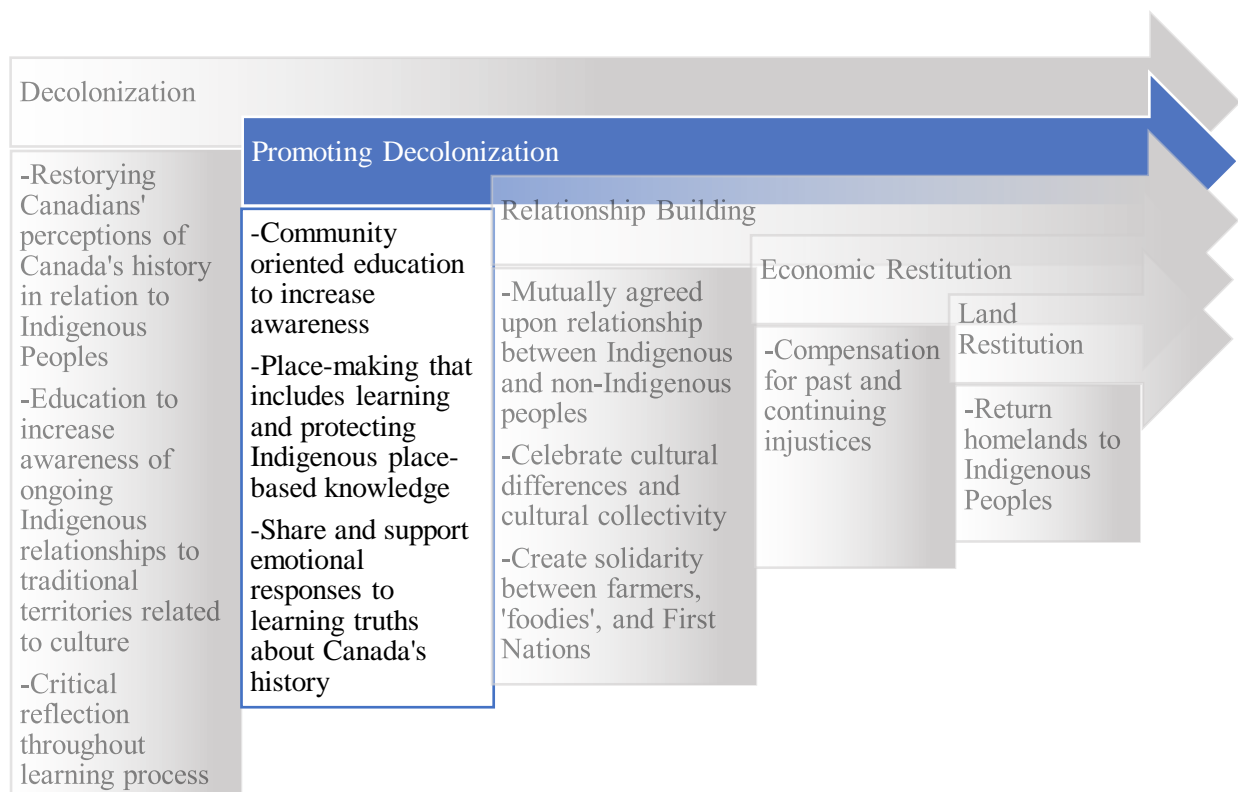 Decolonization
-Restorying
Canadians'
perceptions of
Canada's history
in relation to
Indigenous
Peoples
-Education to
increase
awareness of
ongoing
Indigenous
relationships to
traditional
territories related
to culture
-Critical
reflection
throughout
learning process
Promoting Decolonization
-Community
oriented education
to increase
awareness
-Place-making that
includes learning
and protecting
Indigenous place-
based knowledge
-Share and support
emotional
responses to
learning truths
about Canada's
history
Relationship Building
-Mutually agreed
upon relationship
between Indigenous
and non-Indigenous
peoples
-Celebrate cultural
differences and
cultural collectivity
-Create solidarity
between farmers,
'foodies', and First
Nations
Economic Restitution
-Compensation
for past and
continuing
injustices
Land
Restitution
-Return
homelands to
Indigenous
Peoples